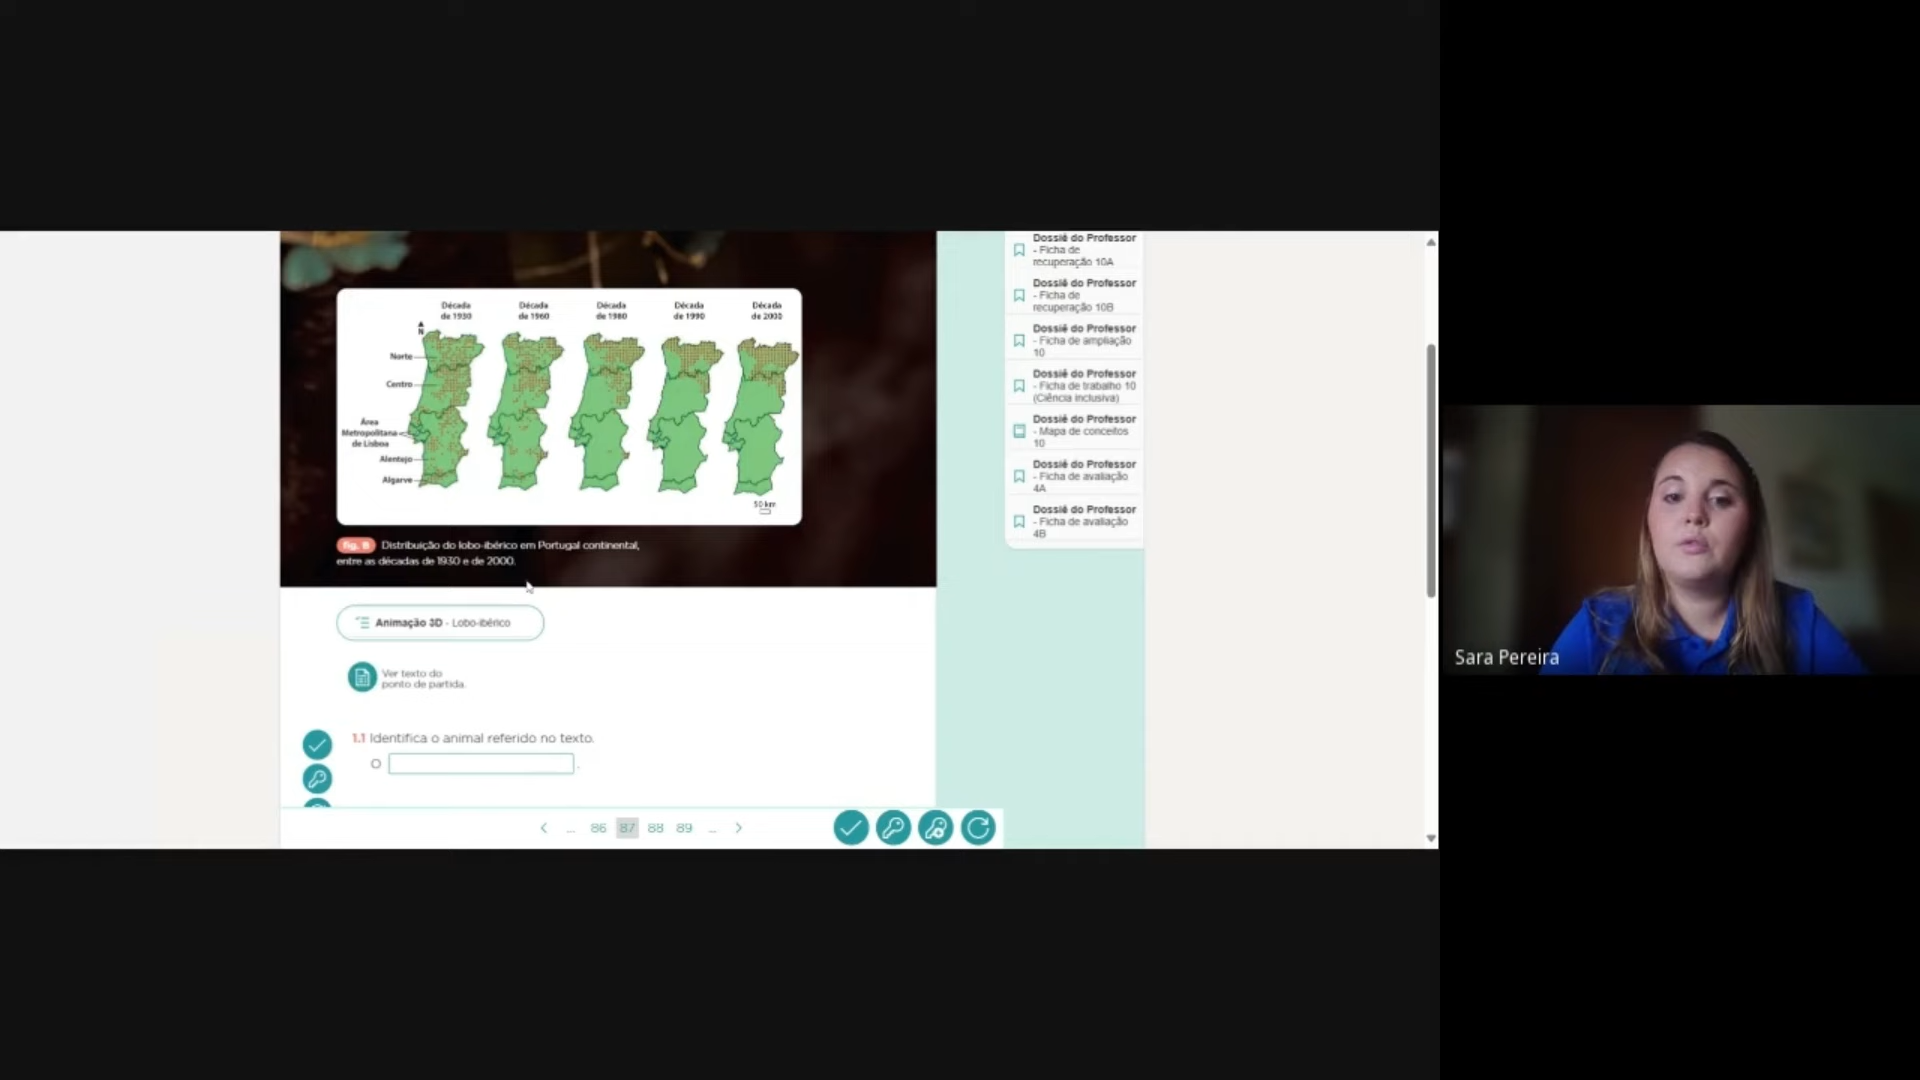 Década
de 1930
Década
de 1960
Década
de 1980
Década
de 1990
Década
de 2000
N
Norte
Centro
Área
Metropolitana
de Lisboa
Alentejo
Algarve
50 km
fig. B Distribuição do lobo-ibérico em Portugal continental,
entre as décadas de 1930 e de 2000.
Animação 3D - Lobo-ibérico
Ver texto do
ponto de partida.
1.1 Identifica o animal referido no texto.
O .
< ... 86 87 88 89 ... >
Dossiê do Professor
- Ficha de
recuperação 10A
Dossiê do Professor
- Ficha de
recuperação 10B
Dossiê do Professor
- Ficha de ampliação
10
Dossiê do Professor
- Ficha de trabalho 10
(Ciência inclusiva)
Dossiê do Professor
- Mapa de conceitos
10
Dossiê do Professor
- Ficha de avaliação
4A
Dossiê do Professor
- Ficha de avaliação
4B
Sara Pereira